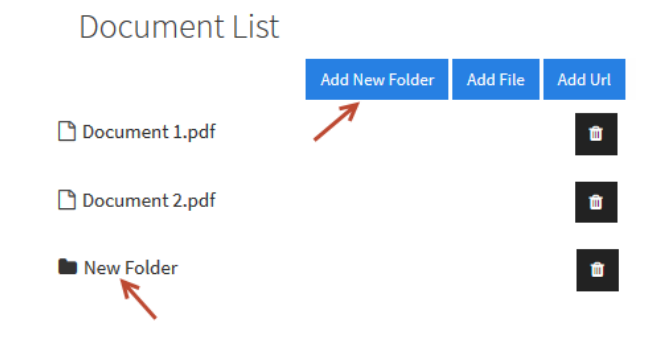 Document List
Add New Folder Add File Add Url
Document 1.pdf
Document 2.pdf
New Folder